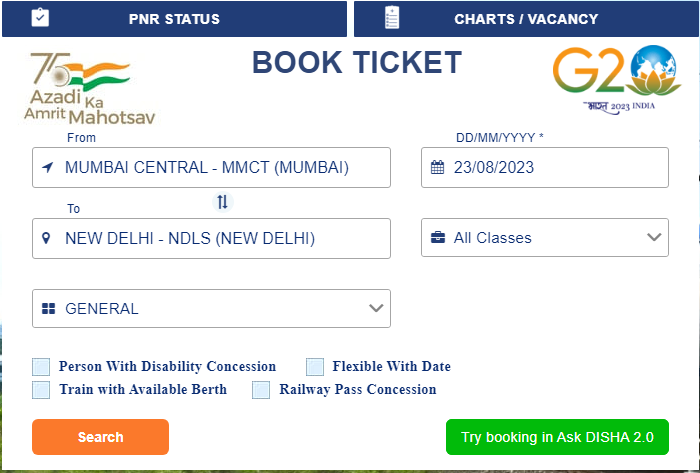 PNR STATUS
CHARTS / VACANCY
75
Azadi Ka
Amrit Mahotsav
BOOK TICKET
G20
भारत 2023 INDIA
From
DD/MM/YYYY *
MUMBAI CENTRAL - MMCT (MUMBAI)
23/08/2023
To
NEW DELHI - NDLS (NEW DELHI)
All Classes
GENERAL
Person With Disability Concession
Flexible With Date
Train with Available Berth
Railway Pass Concession
Search
Try booking in Ask DISHA 2.0